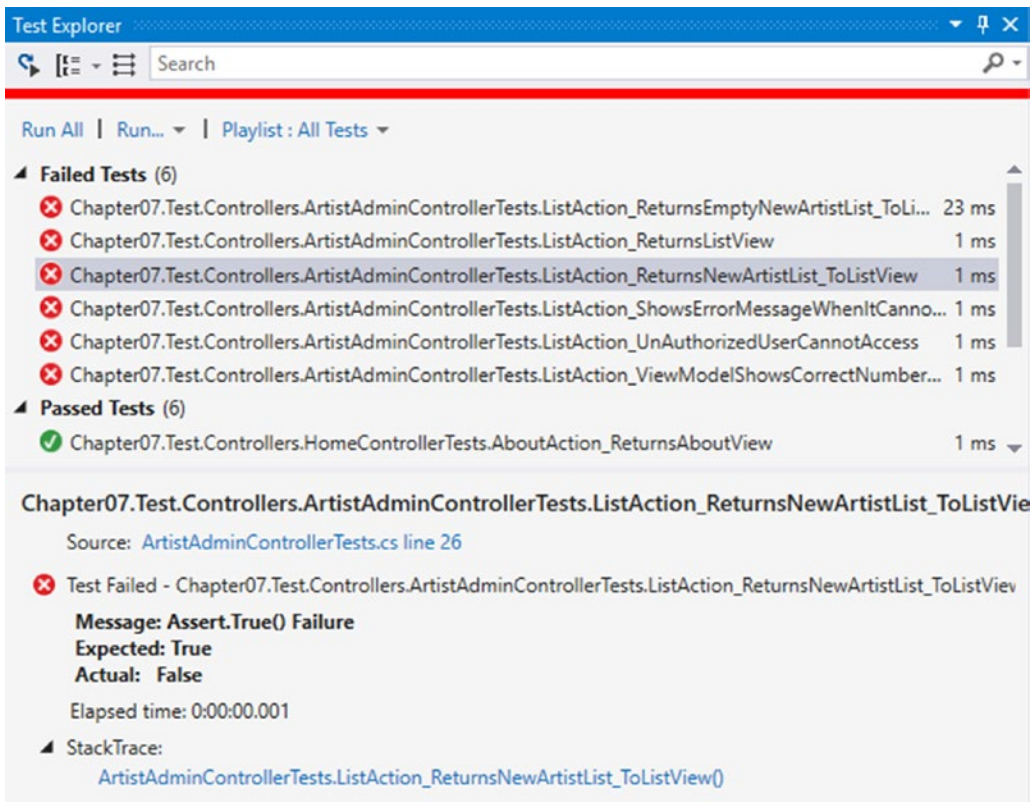 Test Explorer
Search
Run All | Run... | Playlist : All Tests
Failed Tests (6)
Chapter07.Test.Controllers.ArtistAdminControllerTests.ListAction_ReturnsEmptyNewArtistList_ToLi... 23 ms
Chapter07.Test.Controllers.ArtistAdminControllerTests.ListAction_ReturnsListView 1 ms
Chapter07.Test.Controllers.ArtistAdminControllerTests.ListAction_ReturnsNewArtistList_ToListView 1 ms
Chapter07.Test.Controllers.ArtistAdminControllerTests.ListAction_ShowsErrorMessageWhenItCanno... 1 ms
Chapter07.Test.Controllers.ArtistAdminControllerTests.ListAction_UnAuthorizedUserCannotAccess 1 ms
Chapter07.Test.Controllers.ArtistAdminControllerTests.ListAction_ViewModelShowsCorrectNumber... 1 ms
Passed Tests (6)
Chapter07.Test.Controllers.HomeControllerTests.AboutAction_ReturnsAboutView 1 ms
Chapter07.Test.Controllers.ArtistAdminControllerTests.ListAction_ReturnsNewArtistList_ToListVie
Source: ArtistAdminControllerTests.cs line 26
Test Failed - Chapter07.Test.Controllers.ArtistAdminControllerTests.ListAction_ReturnsNewArtistList_ToListView
Message: Assert.True() Failure
Expected: True
Actual: False
Elapsed time: 0:00:00.001
StackTrace:
ArtistAdminControllerTests.ListAction_ReturnsNewArtistList_ToListView()